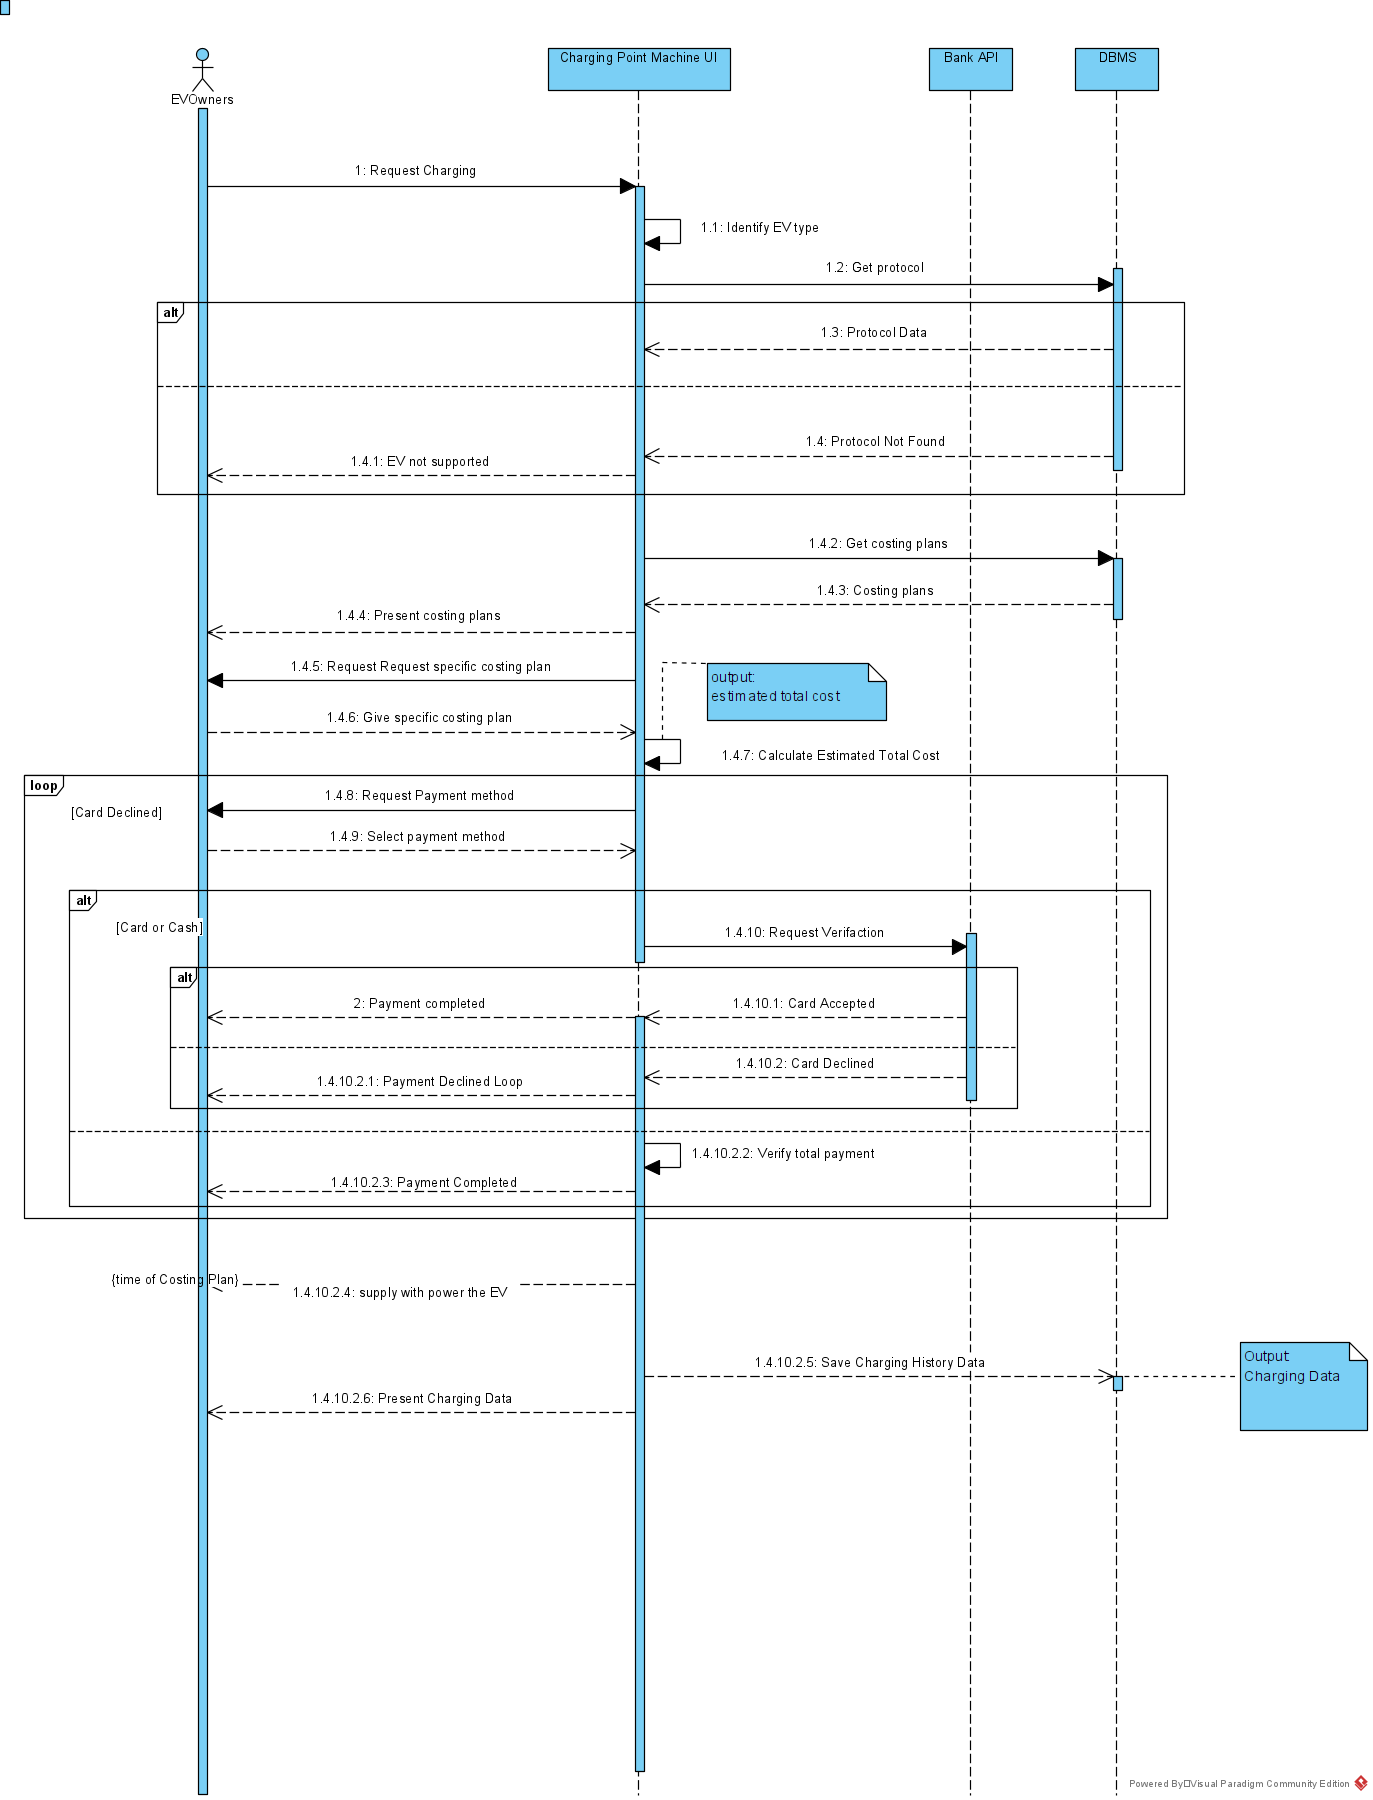 Charging Point Machine UI
Bank API
DBMS
EVOwners
1: Request Charging
1.1: Identify EV type
1.2: Get protocol
alt
1.3: Protocol Data
1.4: Protocol Not Found
1.4.1: EV not supported
1.4.2: Get costing plans
1.4.3: Costing plans
1.4.4: Present costing plans
1.4.5: Request Request specific costing plan
output:
estimated total cost
1.4.6: Give specific costing plan
1.4.7: Calculate Estimated Total Cost
loop
1.4.8: Request Payment method
[Card Declined]
1.4.9: Select payment method
alt
[Card or Cash]
1.4.10: Request Verifaction
alt
2: Payment completed
1.4.10.1: Card Accepted
1.4.10.2: Card Declined
1.4.10.2.1: Payment Declined Loop
1.4.10.2.2: Verify total payment
1.4.10.2.3: Payment Completed
{time of Costing Plan}
1.4.10.2.4: supply with power the EV
1.4.10.2.5: Save Charging History Data
Output:
Charging Data
1.4.10.2.6: Present Charging Data
Powered By Visual Paradigm Community Edition